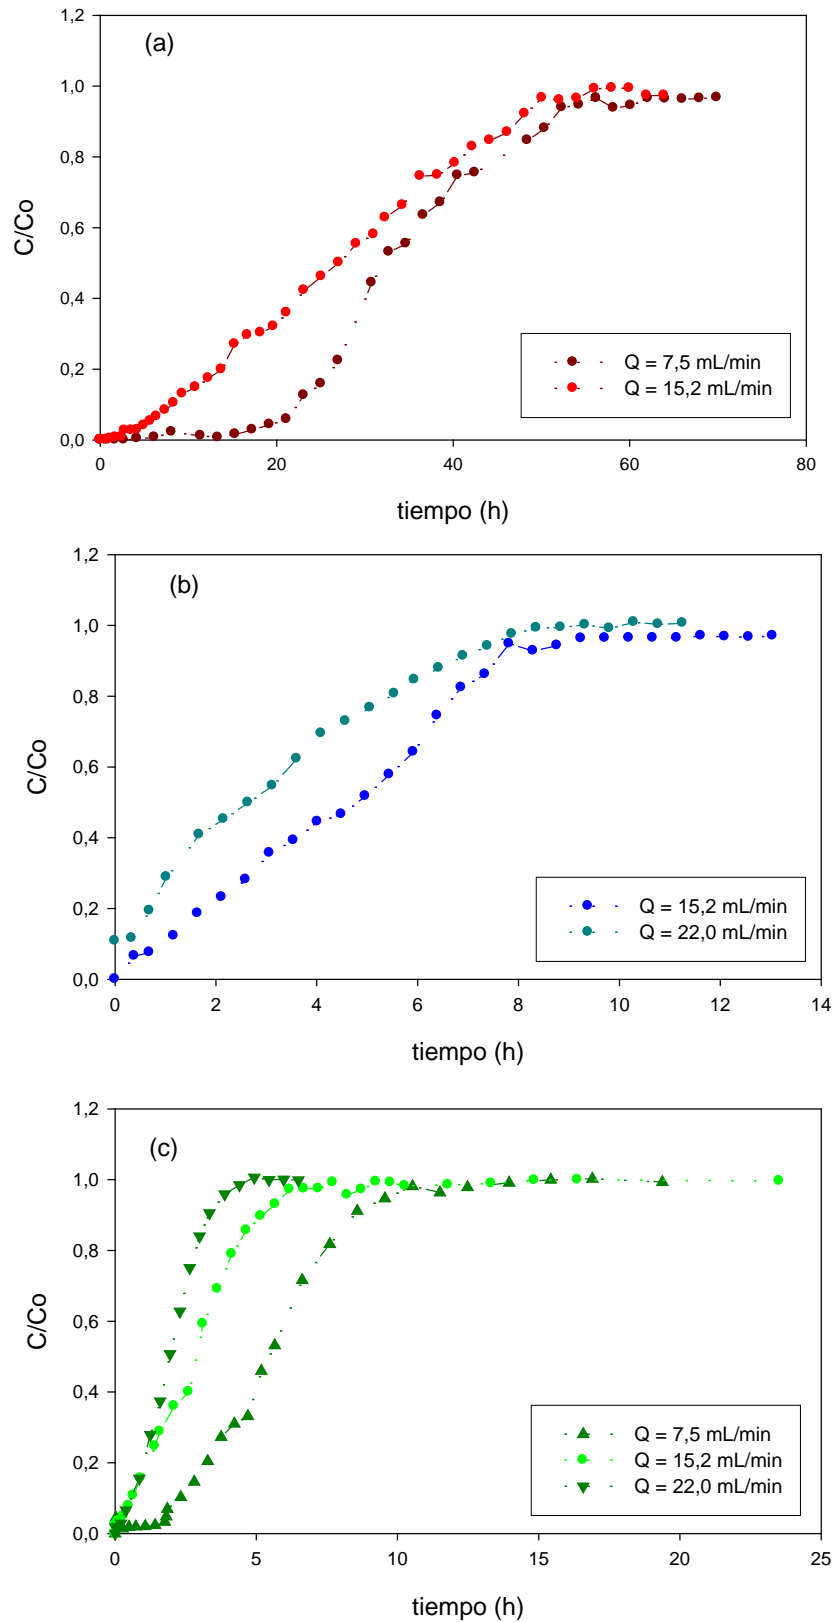 1,2
(a)
1,0
0,8
0,6
0,4
0,2
0,0
C/Co
Q = 7,5 mL/min
Q = 15,2 mL/min
0 20 40 60 80
tiempo (h)
1,2
(b)
1,0
0,8
0,6
0,4
0,2
0,0
C/Co
Q = 15,2 mL/min
Q = 22,0 mL/min
0 2 4 6 8 10 12 14
tiempo (h)
1,2
(c)
1,0
0,8
0,6
0,4
0,2
0,0
C/Co
Q = 7,5 mL/min
Q = 15,2 mL/min
Q = 22,0 mL/min
0 5 10 15 20 25
tiempo (h)